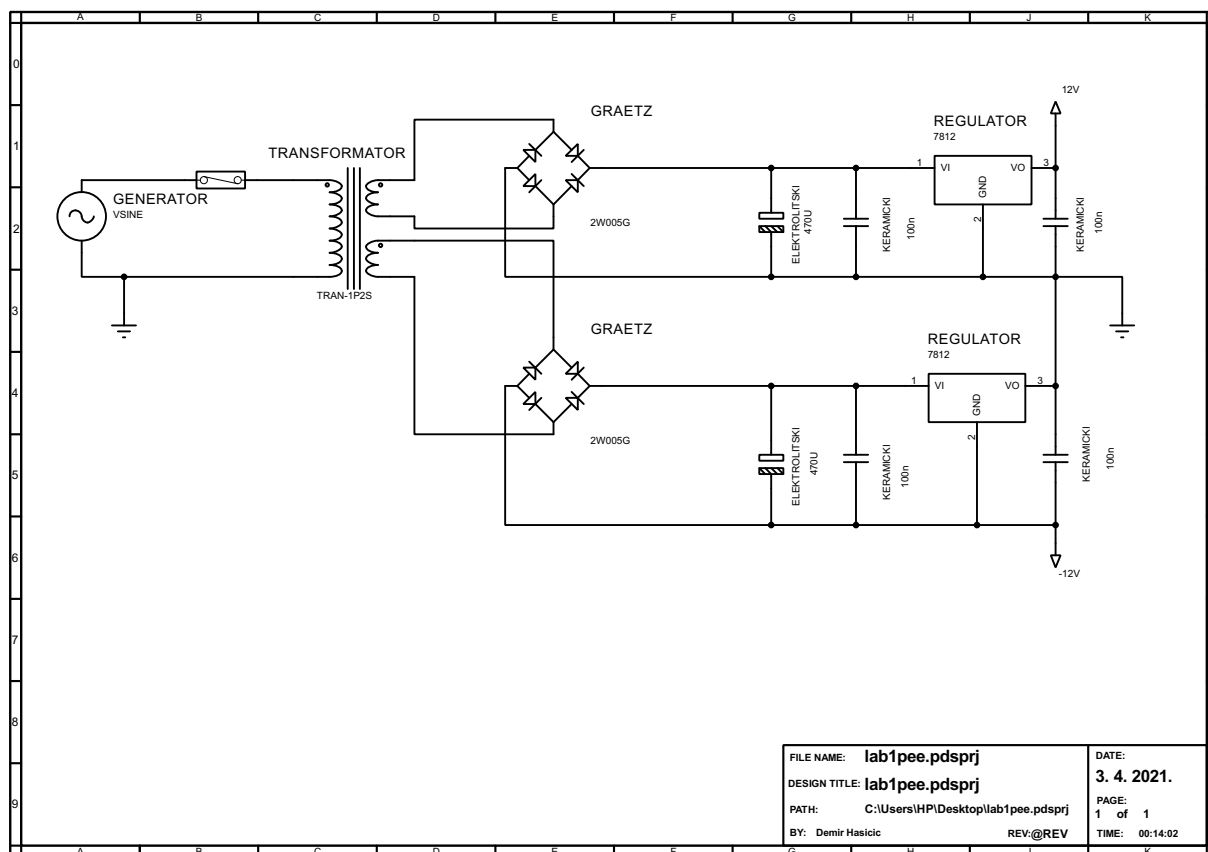 A B C D E F G H J K
0
1
2
3
4
5
6
7
8
9
GENERATOR
VSINE
TRANSFORMATOR
TRAN-1P2S
GRAETZ
2W005G
ELEKTROLITSKI
470U
KERAMICKI
100n
REGULATOR
7812
1
VI
VO
3
GND
2
KERAMICKI
100n
12V
GRAETZ
2W005G
ELEKTROLITSKI
470U
KERAMICKI
100n
REGULATOR
7812
1
VI
VO
3
GND
2
KERAMICKI
100n
-12V
FILE NAME: lab1pee.pdsprj
DESIGN TITLE: lab1pee.pdsprj
PATH: C:\Users\HP\Desktop\lab1pee.pdsprj
BY: Demir Hasicic REV:@REV
DATE:
3. 4. 2021.
PAGE:
1 of 1
TIME: 00:14:02
A B C D E F G H J K